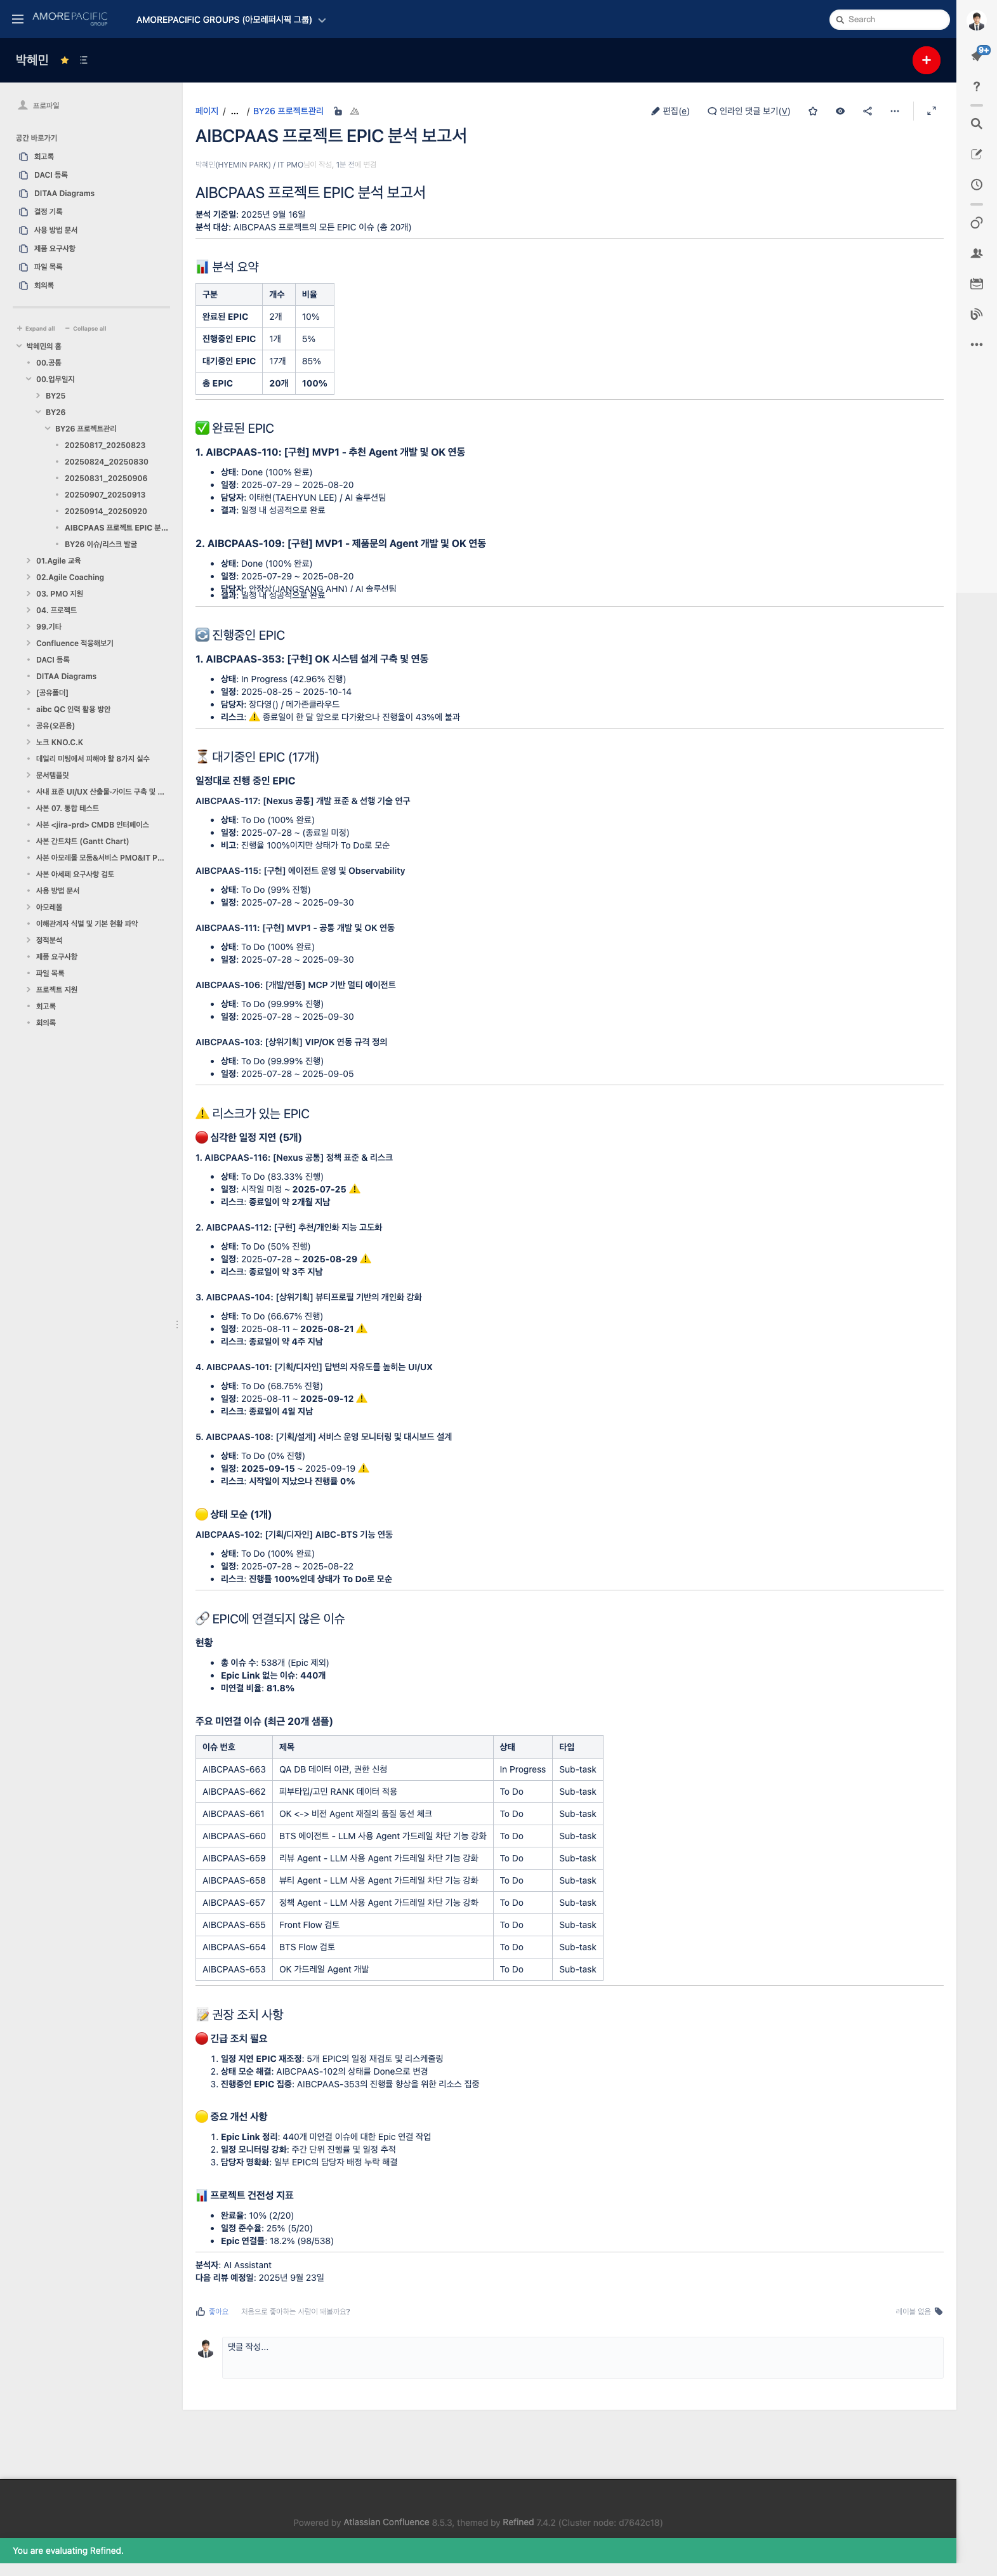 AMOREPACIFIC GROUP
AMOREPACIFIC GROUPS (아모레퍼시픽 그룹)
Search
박혜민
9+
프로파일
공간 바로가기
회고록
DACI 등록
DITAA Diagrams
결정 기록
사용 방법 문서
제품 요구사항
파일 목록
회의록
Expand all Collapse all
박혜민의 홈
00.공통
00.업무일지
BY25
BY26
BY26 프로젝트관리
20250817_20250823
20250824_20250830
20250831_20250906
20250907_20250913
20250914_20250920
AIBCPAAS 프로젝트 EPIC 분...
BY26 이슈/리스크 발굴
01.Agile 교육
02.Agile Coaching
03. PMO 지원
04. 프로젝트
99.기타
Confluence 적응해보기
DACI 등록
DITAA Diagrams
[공유폴더]
aibc QC 인력 활용 방안
공유(오픈용)
노크 KNO.C.K
데일리 미팅에서 피해야 할 8가지 실수
문서템플릿
사내 표준 UI/UX 산출물·가이드 구축 및 ...
사본 07. 통합 테스트
사본 <jira-prd> CMDB 인터페이스
사본 간트챠트 (Gantt Chart)
사본 아모레몰 모둠&서비스 PMO&IT P...
사본 아세페 요구사항 검토
사용 방법 문서
아모레몰
이해관계자 식별 및 기본 현황 파악
정적분석
제품 요구사항
파일 목록
프로젝트 지원
회고록
회의록
페이지 / ... / BY26 프로젝트관리
편집(e) 인라인 댓글 보기(V)
AIBCPAAS 프로젝트 EPIC 분석 보고서
박혜민(HYEMIN PARK) / IT PMO님이 작성, 1분 전에 변경
AIBCPAAS 프로젝트 EPIC 분석 보고서
분석 기준일: 2025년 9월 16일
분석 대상: AIBCPAAS 프로젝트의 모든 EPIC 이슈 (총 20개)
📊 분석 요약
구분 개수 비율
완료된 EPIC 2개 10%
진행중인 EPIC 1개 5%
대기중인 EPIC 17개 85%
총 EPIC 20개 100%
✅ 완료된 EPIC
1. AIBCPAAS-110: [구현] MVP1 - 추천 Agent 개발 및 OK 연동
상태: Done (100% 완료)
일정: 2025-07-29 ~ 2025-08-20
담당자: 이태현(TAEHYUN LEE) / AI 솔루션팀
결과: 일정 내 성공적으로 완료
2. AIBCPAAS-109: [구현] MVP1 - 제품문의 Agent 개발 및 OK 연동
상태: Done (100% 완료)
일정: 2025-07-29 ~ 2025-08-20
담당자: 안장상(JANGSANG AHN) / AI 솔루션팀
결과: 일정 내 성공적으로 완료
🔄 진행중인 EPIC
1. AIBCPAAS-353: [구현] OK 시스템 설계 구축 및 연동
상태: In Progress (42.96% 진행)
일정: 2025-08-25 ~ 2025-10-14
담당자: 장다영() / 메가존클라우드
리스크: ⚠️ 종료일이 한 달 앞으로 다가왔으나 진행율이 43%에 불과
⏳ 대기중인 EPIC (17개)
일정대로 진행 중인 EPIC
AIBCPAAS-117: [Nexus 공통] 개발 표준 & 선행 기술 연구
상태: To Do (100% 완료)
일정: 2025-07-28 ~ (종료일 미정)
비고: 진행율 100%이지만 상태가 To Do로 모순
AIBCPAAS-115: [구현] 에이전트 운영 및 Observability
상태: To Do (99% 진행)
일정: 2025-07-28 ~ 2025-09-30
AIBCPAAS-111: [구현] MVP1 - 공통 개발 및 OK 연동
상태: To Do (100% 완료)
일정: 2025-07-28 ~ 2025-09-30
AIBCPAAS-106: [개발/연동] MCP 기반 멀티 에이전트
상태: To Do (99.99% 진행)
일정: 2025-07-28 ~ 2025-09-30
AIBCPAAS-103: [상위기획] VIP/OK 연동 규격 정의
상태: To Do (99.99% 진행)
일정: 2025-07-28 ~ 2025-09-05
⚠️ 리스크가 있는 EPIC
🔴 심각한 일정 지연 (5개)
1. AIBCPAAS-116: [Nexus 공통] 정책 표준 & 리스크
상태: To Do (83.33% 진행)
일정: 시작일 미정 ~ 2025-07-25 ⚠️
리스크: 종료일이 약 2개월 지남
2. AIBCPAAS-112: [구현] 추천/개인화 지능 고도화
상태: To Do (50% 진행)
일정: 2025-07-28 ~ 2025-08-29 ⚠️
리스크: 종료일이 약 3주 지남
3. AIBCPAAS-104: [상위기획] 뷰티프로필 기반의 개인화 강화
상태: To Do (66.67% 진행)
일정: 2025-08-11 ~ 2025-08-21 ⚠️
리스크: 종료일이 약 4주 지남
4. AIBCPAAS-101: [기획/디자인] 답변의 자유도를 높히는 UI/UX
상태: To Do (68.75% 진행)
일정: 2025-08-11 ~ 2025-09-12 ⚠️
리스크: 종료일이 4일 지남
5. AIBCPAAS-108: [기획/설계] 서비스 운영 모니터링 및 대시보드 설계
상태: To Do (0% 진행)
일정: 2025-09-15 ~ 2025-09-19 ⚠️
리스크: 시작일이 지났으나 진행률 0%
🟡 상태 모순 (1개)
AIBCPAAS-102: [기획/디자인] AIBC-BTS 기능 연동
상태: To Do (100% 완료)
일정: 2025-07-28 ~ 2025-08-22
리스크: 진행률 100%인데 상태가 To Do로 모순
🔗 EPIC에 연결되지 않은 이슈
현황
총 이슈 수: 538개 (Epic 제외)
Epic Link 없는 이슈: 440개
미연결 비율: 81.8%
주요 미연결 이슈 (최근 20개 샘플)
이슈 번호 제목 상태 타입
AIBCPAAS-663 QA DB 데이터 이관, 권한 신청 In Progress Sub-task
AIBCPAAS-662 피부타입/고민 RANK 데이터 적용 To Do Sub-task
AIBCPAAS-661 OK <-> 비전 Agent 재질의 품질 동선 체크 To Do Sub-task
AIBCPAAS-660 BTS 에이전트 - LLM 사용 Agent 가드레일 차단 기능 강화 To Do Sub-task
AIBCPAAS-659 리뷰 Agent - LLM 사용 Agent 가드레일 차단 기능 강화 To Do Sub-task
AIBCPAAS-658 뷰티 Agent - LLM 사용 Agent 가드레일 차단 기능 강화 To Do Sub-task
AIBCPAAS-657 정책 Agent - LLM 사용 Agent 가드레일 차단 기능 강화 To Do Sub-task
AIBCPAAS-655 Front Flow 검토 To Do Sub-task
AIBCPAAS-654 BTS Flow 검토 To Do Sub-task
AIBCPAAS-653 OK 가드레일 Agent 개발 To Do Sub-task
📝 권장 조치 사항
🔴 긴급 조치 필요
1. 일정 지연 EPIC 재조정: 5개 EPIC의 일정 재검토 및 리스케줄링
2. 상태 모순 해결: AIBCPAAS-102의 상태를 Done으로 변경
3. 진행중인 EPIC 집중: AIBCPAAS-353의 진행률 향상을 위한 리소스 집중
🟡 중요 개선 사항
1. Epic Link 정리: 440개 미연결 이슈에 대한 Epic 연결 작업
2. 일정 모니터링 강화: 주간 단위 진행률 및 일정 추적
3. 담당자 명확화: 일부 EPIC의 담당자 배정 누락 해결
📊 프로젝트 건전성 지표
완료율: 10% (2/20)
일정 준수율: 25% (5/20)
Epic 연결률: 18.2% (98/538)
분석자: AI Assistant
다음 리뷰 예정일: 2025년 9월 23일
좋아요 처음으로 좋아하는 사람이 돼볼까요?
레이블 없음
댓글 작성...
Powered by Atlassian Confluence 8.5.3, themed by Refined 7.4.2 (Cluster node: d7642c18)
You are evaluating Refined.